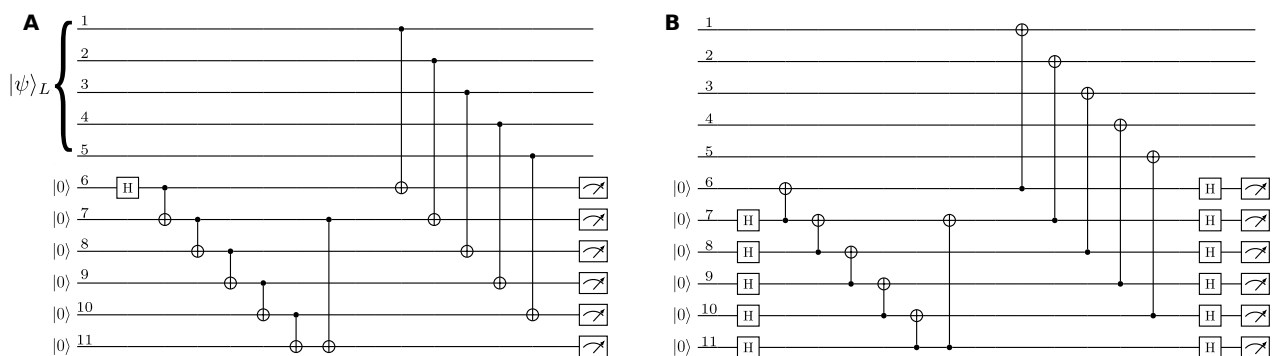 A
B
1
1
2
2
|ψ⟩L
3
3
4
4
5
5
|0⟩ 6 H
|0⟩ 6 H
|0⟩ 7
|0⟩ 7 H H
|0⟩ 8
|0⟩ 8 H H
|0⟩ 9
|0⟩ 9 H H
|0⟩ 10
|0⟩ 10 H H
|0⟩ 11
|0⟩ 11 H H